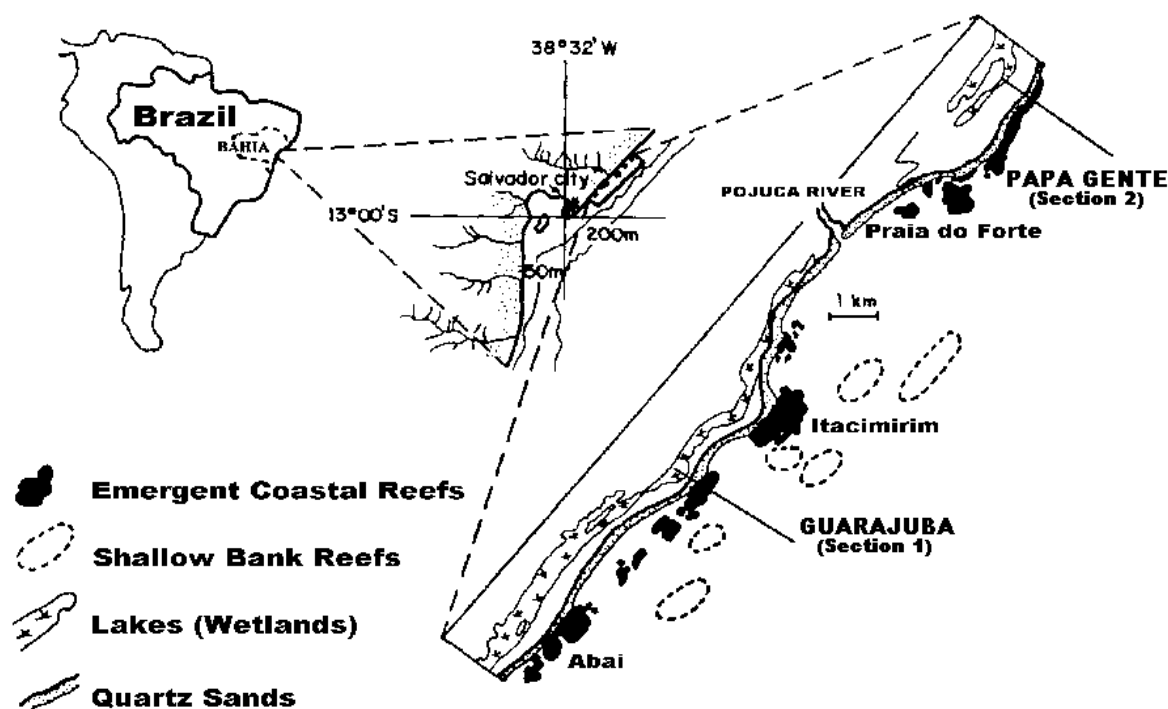 38°32'W
Brazil
BAHIA
Salvador city
13°00'S
200m
50m
POJUCA RIVER
PAPA GENTE
(Section 2)
Praia do Forte
1 km
Itacimirim
GUARAJUBA
(Section 1)
Abai
Emergent Coastal Reefs
Shallow Bank Reefs
Lakes (Wetlands)
Quartz Sands